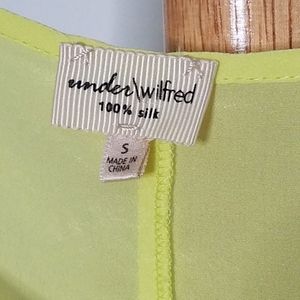 under\wilfred
100% silk
S
MADE IN
CHINA